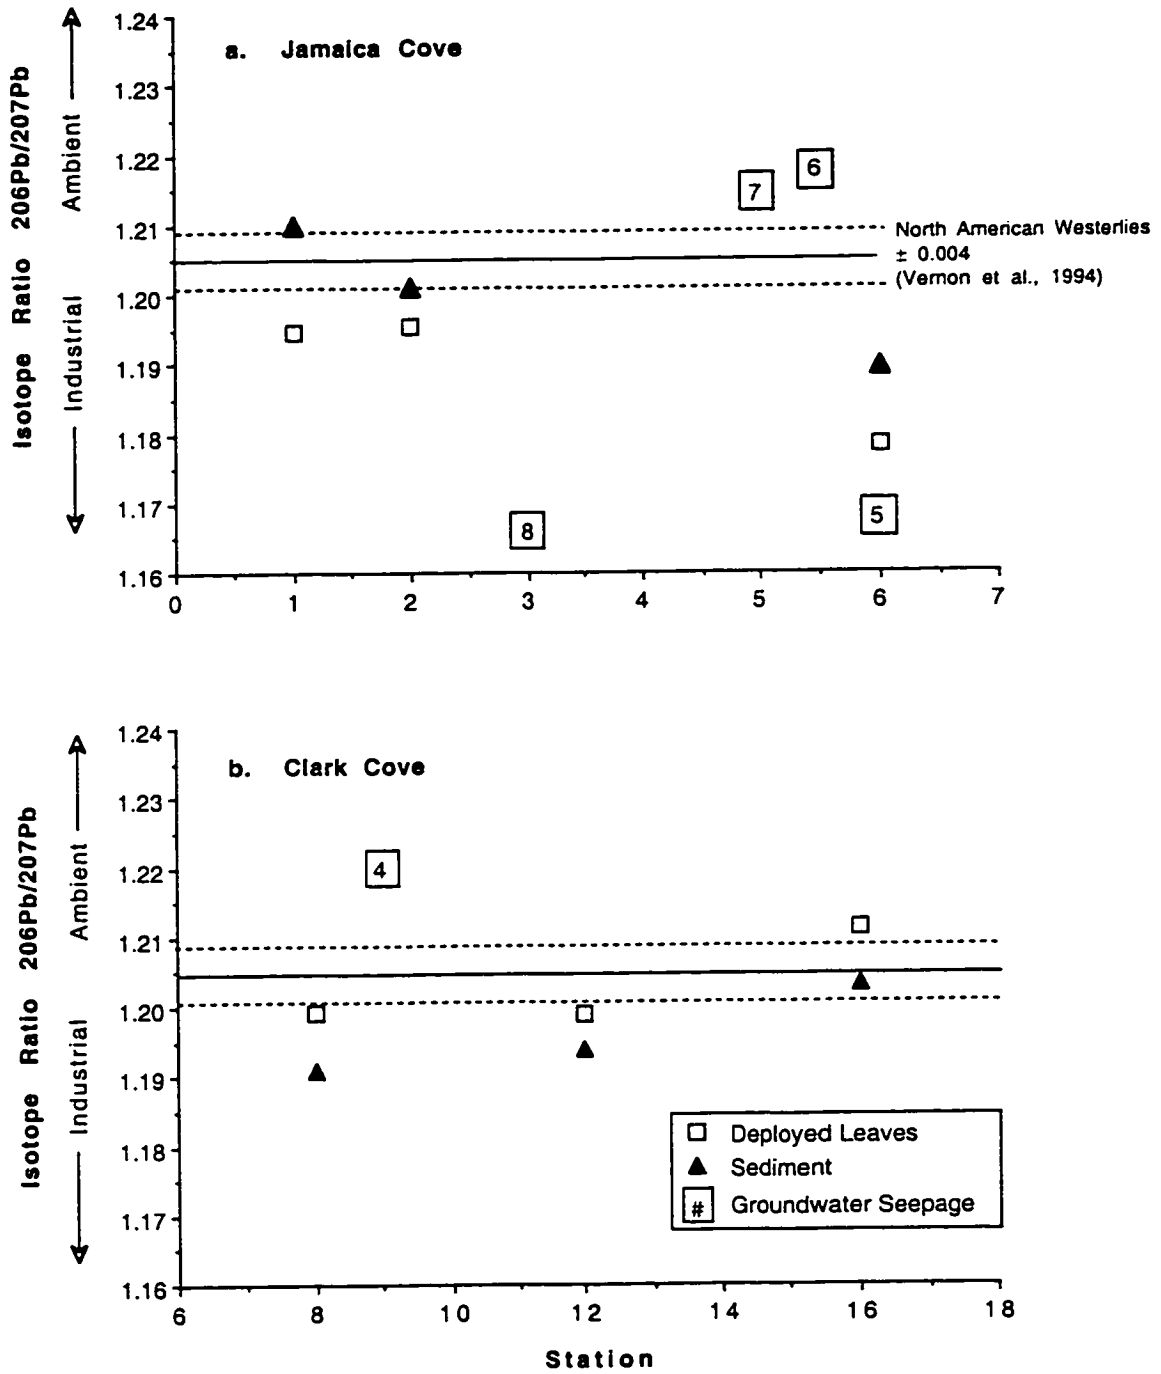 a. Jamaica Cove
Isotope Ratio 206Pb/207Pb
Industrial Ambient
1.24
1.23
1.22
1.21
1.20
1.19
1.18
1.17
1.16
6
7
8
5
North American Westerlies
± 0.004
(Vernon et al., 1994)
0 1 2 3 4 5 6 7
b. Clark Cove
Isotope Ratio 206Pb/207Pb
Industrial Ambient
1.24
1.23
1.22
1.21
1.20
1.19
1.18
1.17
1.16
4
Deployed Leaves
Sediment
# Groundwater Seepage
6 8 10 12 14 16 18
Station